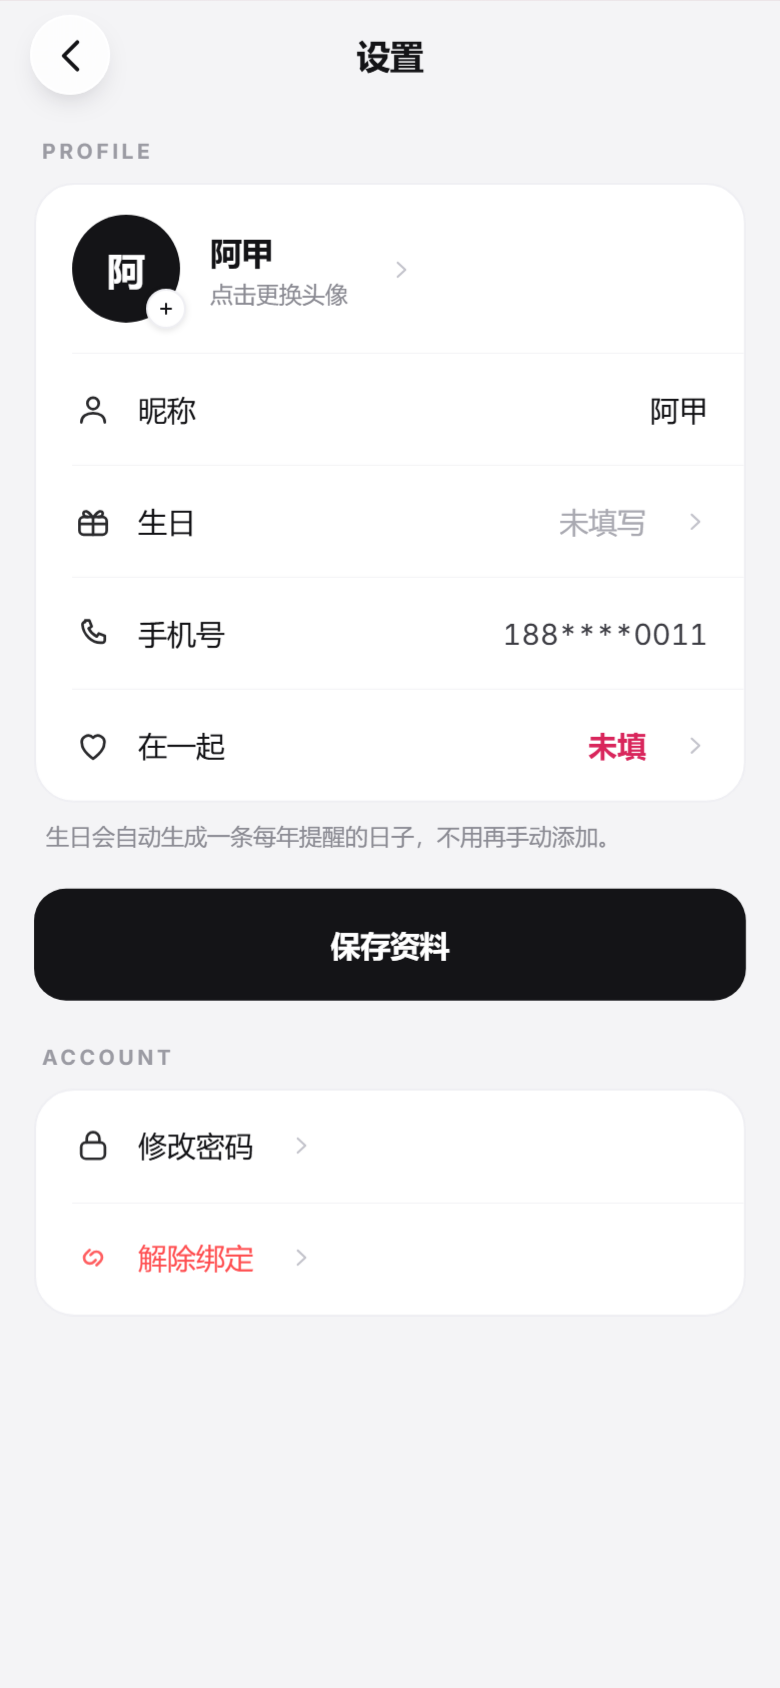 设置
PROFILE
阿
阿甲
点击更换头像
昵称 阿甲
生日 未填写
手机号 188****0011
在一起 未填
生日会自动生成一条每年提醒的日子，不用再手动添加。
保存资料
ACCOUNT
修改密码
解除绑定